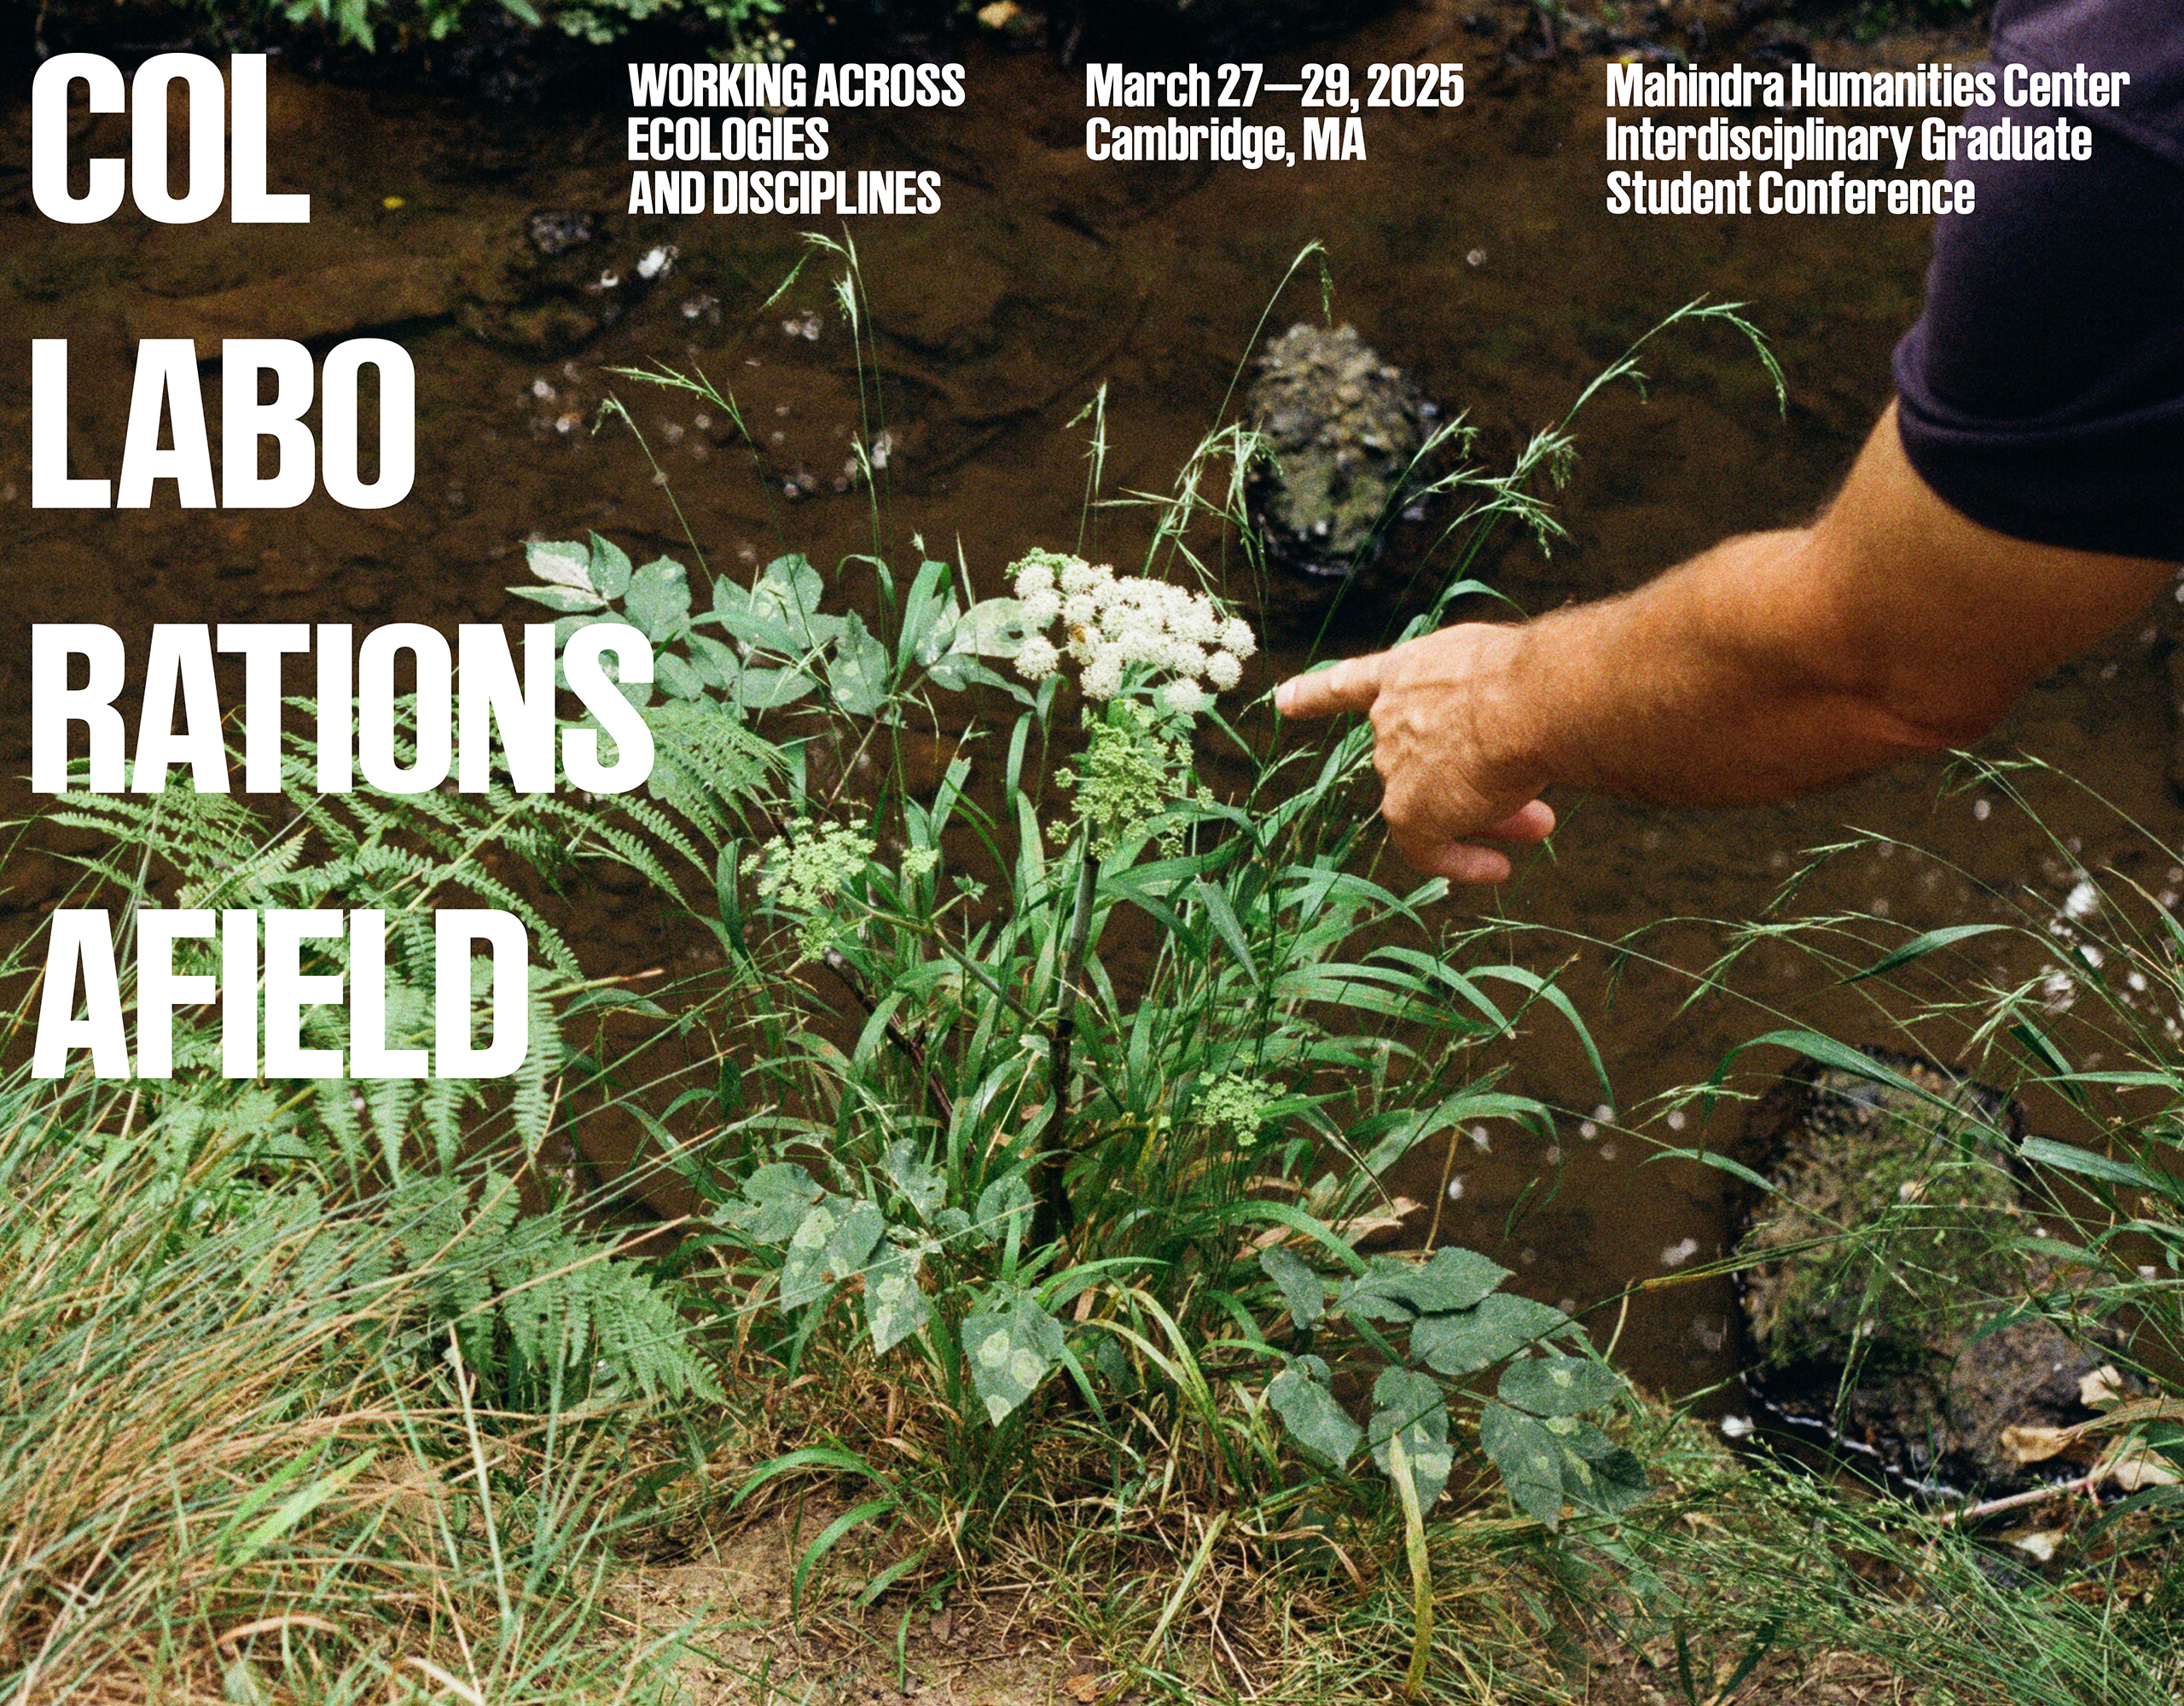 COL
LABO
RATIONS
AFIELD
WORKING ACROSS
ECOLOGIES
AND DISCIPLINES
March 27—29, 2025
Cambridge, MA
Mahindra Humanities Center
Interdisciplinary Graduate
Student Conference